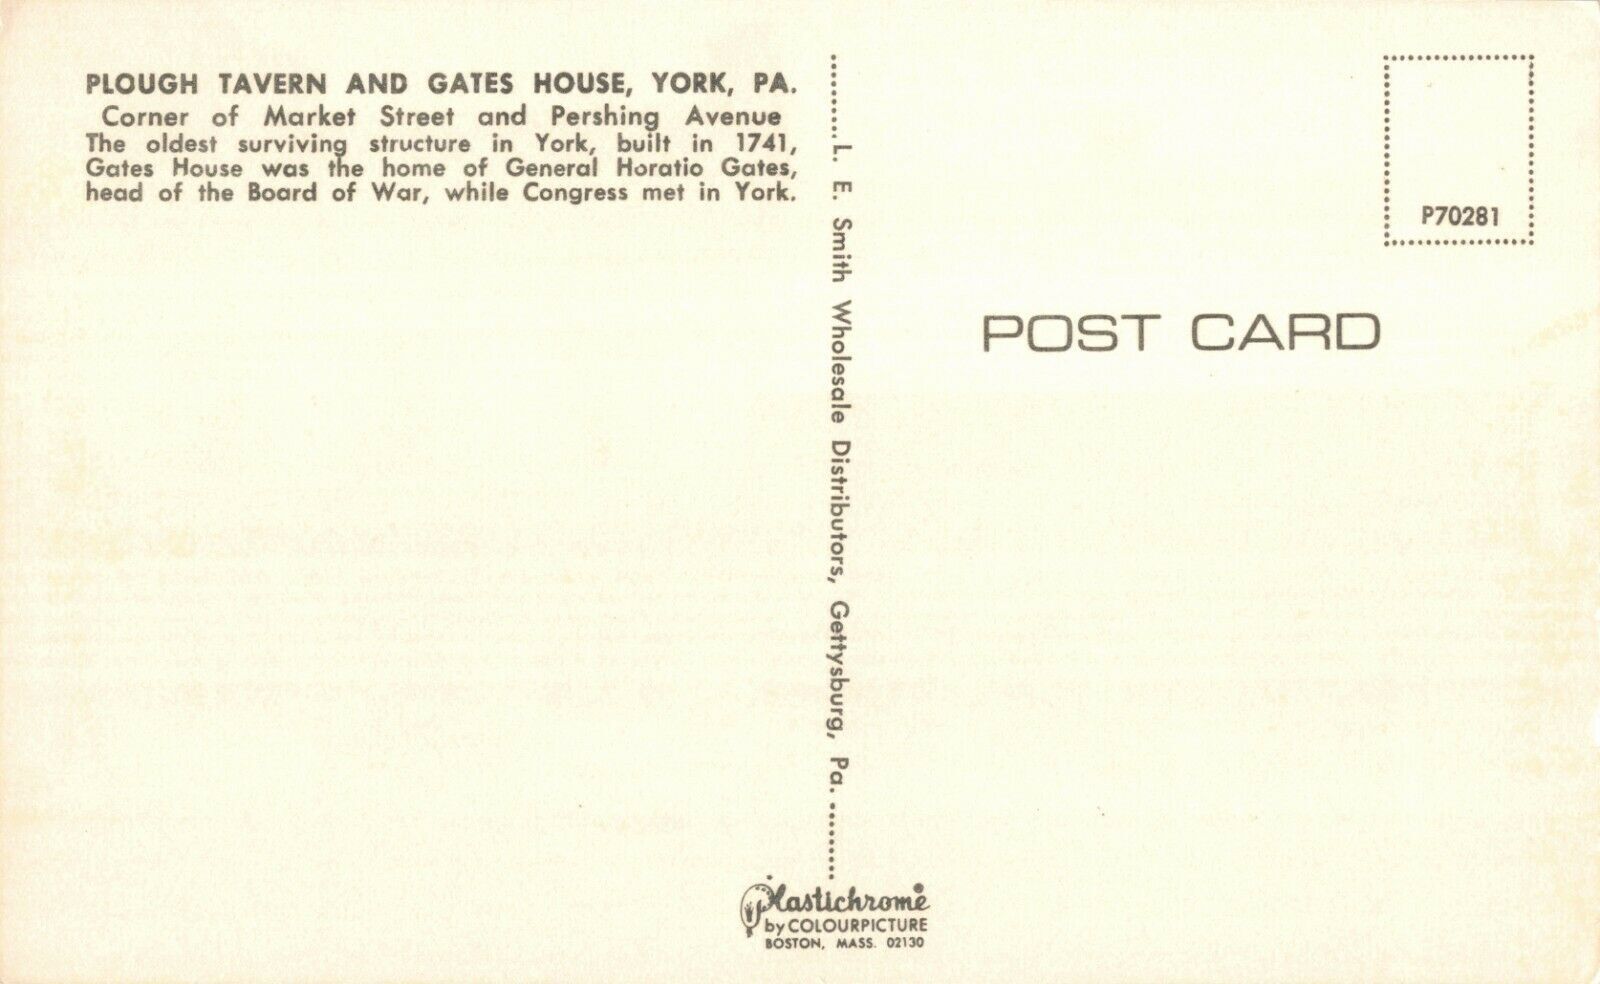 PLOUGH TAVERN AND GATES HOUSE, YORK, PA.
Corner of Market Street and Pershing Avenue
The oldest surviving structure in York, built in 1741,
Gates House was the home of General Horatio Gates,
head of the Board of War, while Congress met in York.
L. E. Smith Wholesale Distributors, Gettysburg, Pa.
P70281
POST CARD
Plastichrome®
by COLOURPICTURE
BOSTON, MASS. 02130